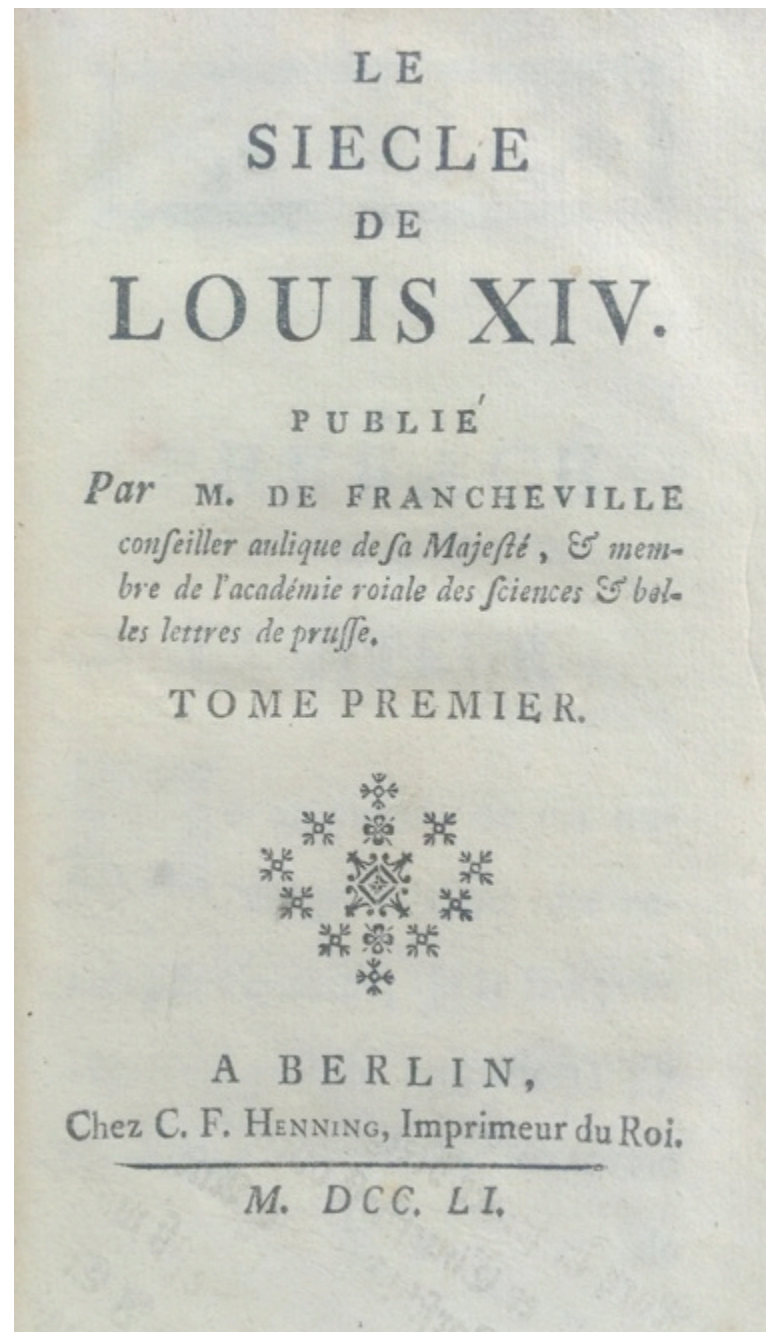 LE
SIECLE
DE
LOUIS XIV.
PUBLIÉ
Par M. DE FRANCHEVILLE
conſeiller aulique de ſa Majeſté, & mem-
bre de l'académie roiale des ſciences & bel-
les lettres de pruſſe.
TOME PREMIER.
A BERLIN,
Chez C. F. HENNING, Imprimeur du Roi.
M. DCC. LI.